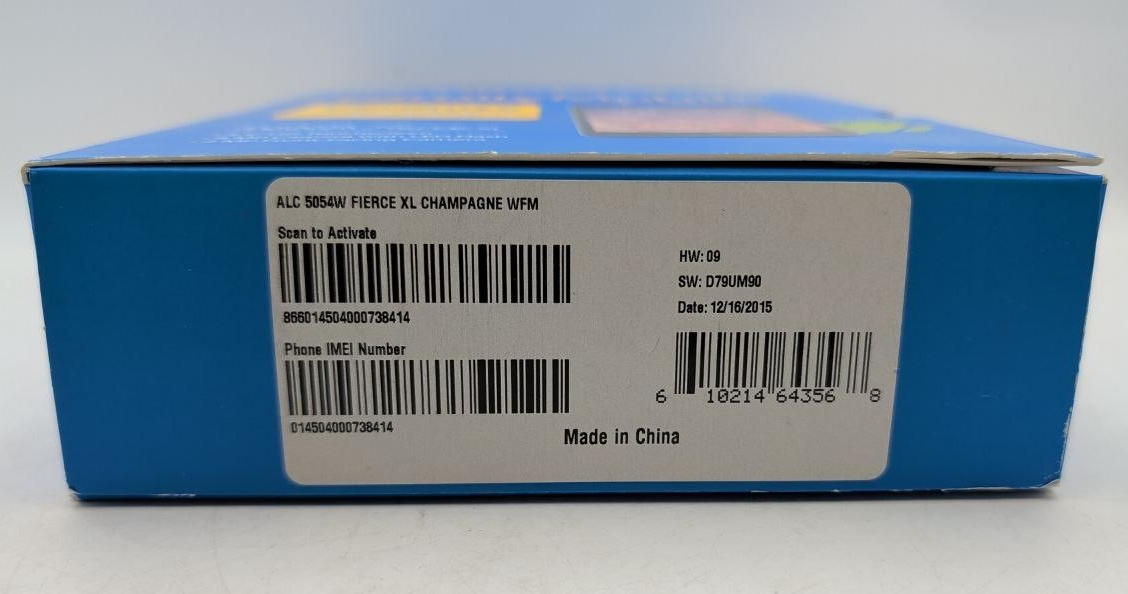 ALC 5054W FIERCE XL CHAMPAGNE WFM
Scan to Activate
866014504000738414
Phone IMEI Number
014504000738414
HW: 09
SW: D79UM90
Date: 12/16/2015
6 10214 64356 8
Made in China